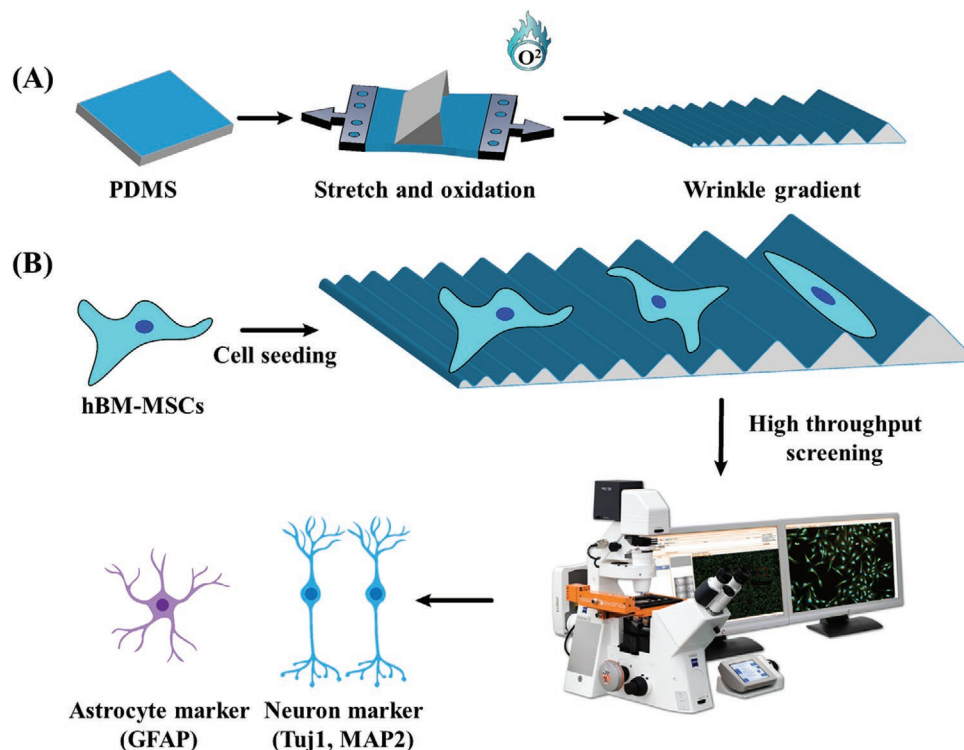 (A)
O²
PDMS
Stretch and oxidation
Wrinkle gradient
(B)
Cell seeding
hBM-MSCs
High throughput
screening
Astrocyte marker
(GFAP)
Neuron marker
(Tuj1, MAP2)